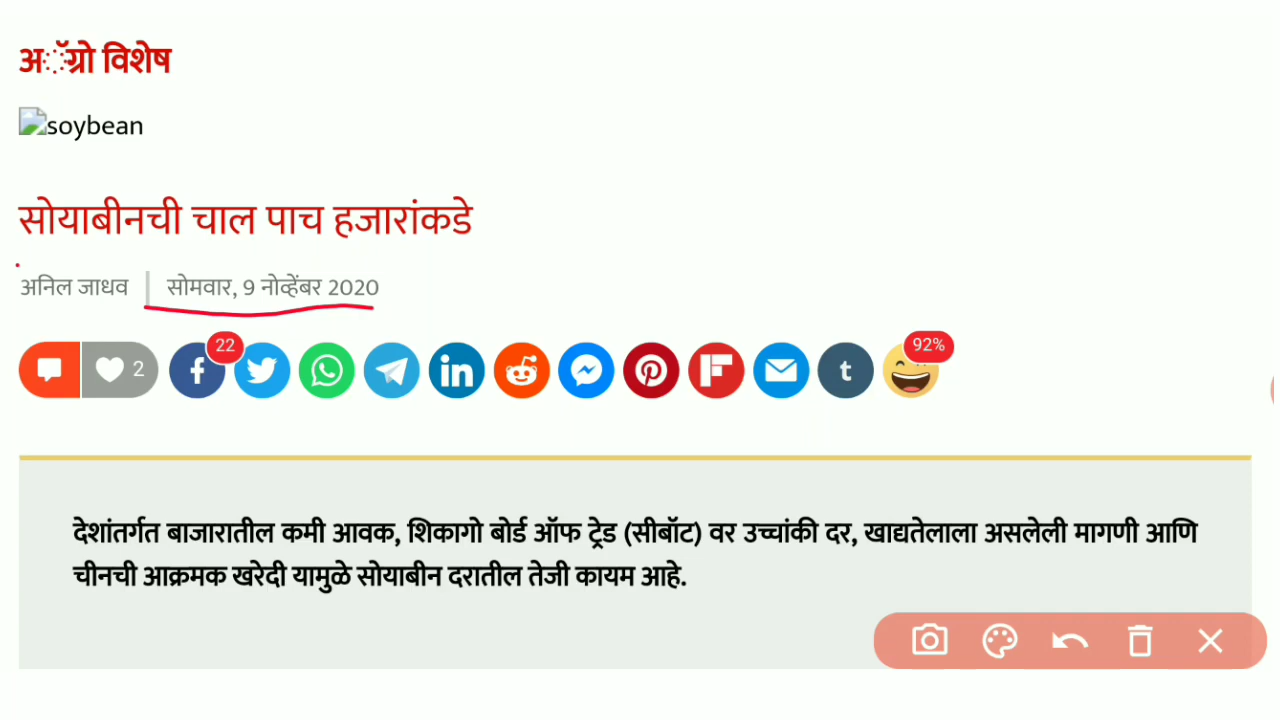 अॅग्रो विशेष
soybean
सोयाबीनची चाल पाच हजारांकडे
अनिल जाधव | सोमवार, 9 नोव्हेंबर 2020
2
22
92%
देशांतर्गत बाजारातील कमी आवक, शिकागो बोर्ड ऑफ ट्रेड (सीबॉट) वर उच्चांकी दर, खाद्यतेलाला असलेली मागणी आणि
चीनची आक्रमक खरेदी यामुळे सोयाबीन दरातील तेजी कायम आहे.